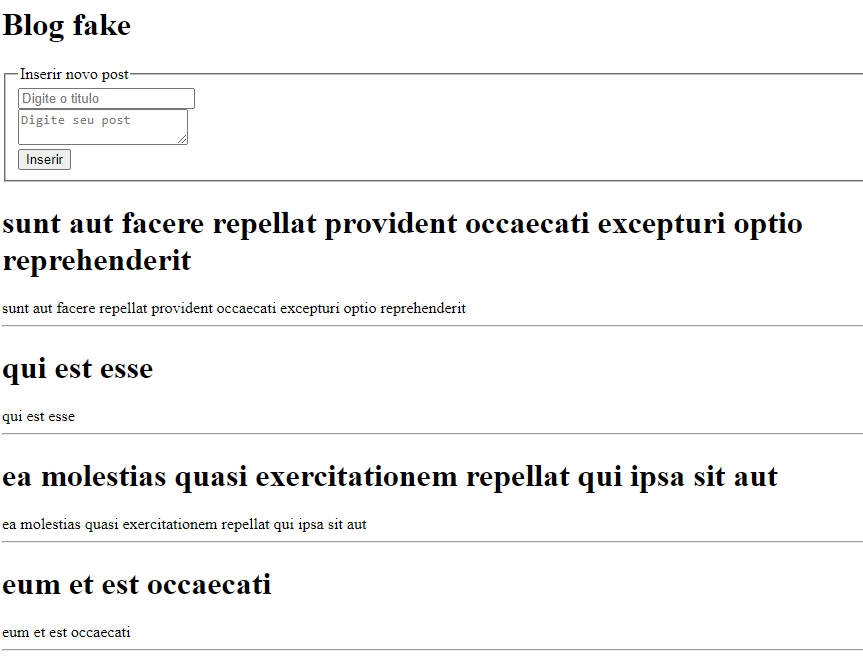 Blog fake
Inserir novo post
Digite o titulo
Digite seu post
Inserir
sunt aut facere repellat provident occaecati excepturi optio
reprehenderit
sunt aut facere repellat provident occaecati excepturi optio reprehenderit
qui est esse
qui est esse
ea molestias quasi exercitationem repellat qui ipsa sit aut
ea molestias quasi exercitationem repellat qui ipsa sit aut
eum et est occaecati
eum et est occaecati